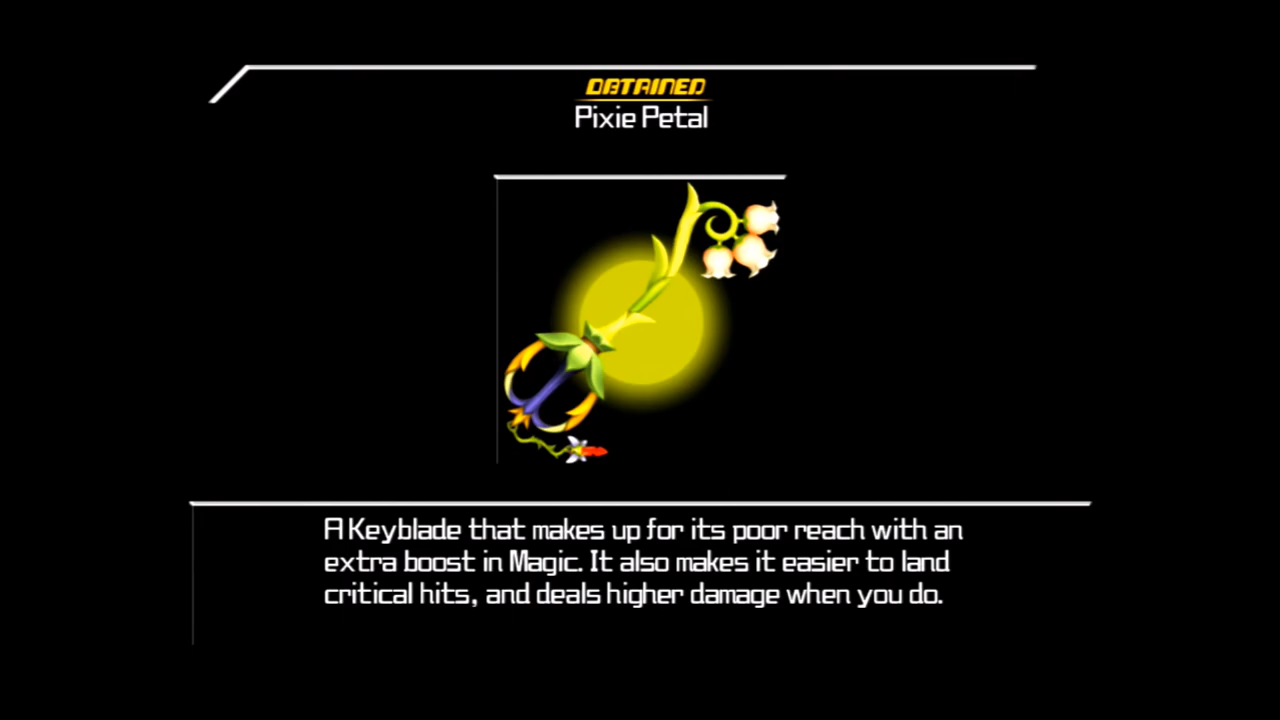 OBTAINED
Pixie Petal
A Keyblade that makes up for its poor reach with an
extra boost in Magic. It also makes it easier to land
critical hits, and deals higher damage when you do.